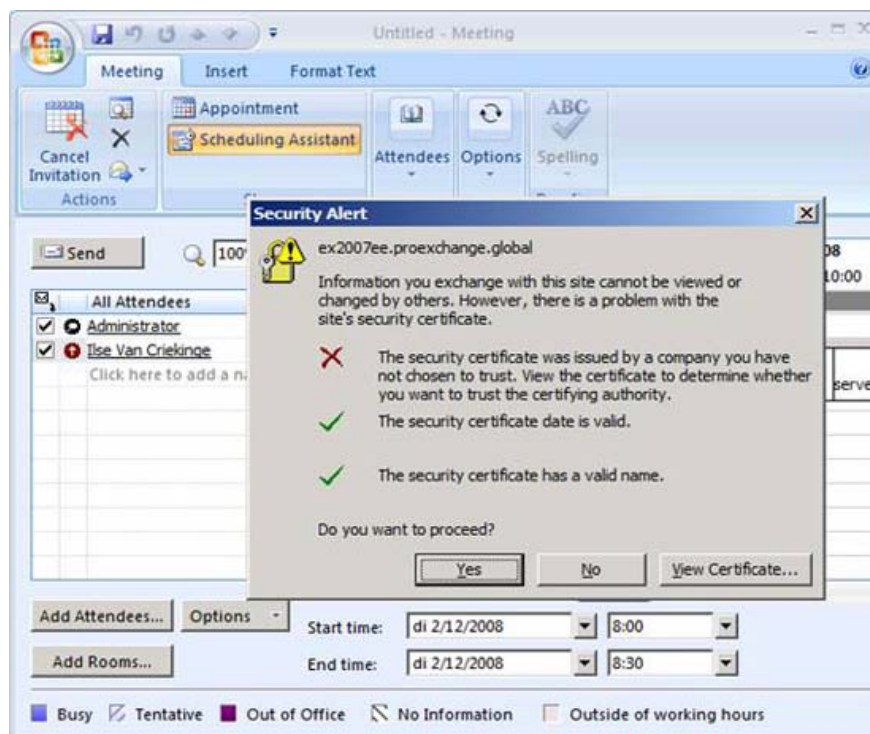 Untitled - Meeting
Meeting Insert Format Text
Appointment
Scheduling Assistant
Cancel
Invitation
Attendees Options
ABC
Spelling
Actions
Security Alert
Send
100
08
10:00
ex2007ee.proexchange.global
Information you exchange with this site cannot be viewed or
changed by others. However, there is a problem with the
site's security certificate.
All Attendees
Administrator
Ilse Van Criekinge
Click here to add a n
The security certificate was issued by a company you have
not chosen to trust. View the certificate to determine whether
you want to trust the certifying authority.
serve
The security certificate date is valid.
The security certificate has a valid name.
Do you want to proceed?
Yes No View Certificate...
Add Attendees... Options
Start time: di 2/12/2008 8:00
Add Rooms...
End time: di 2/12/2008 8:30
Busy Tentative Out of Office No Information Outside of working hours